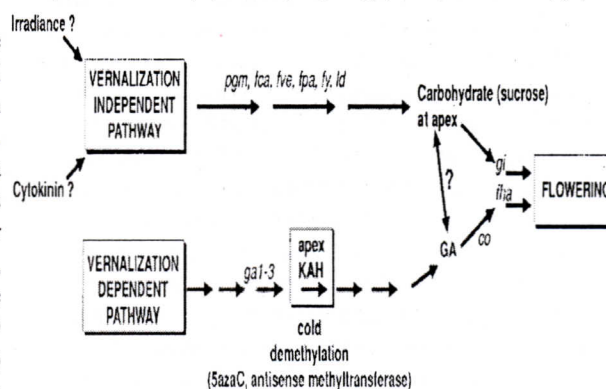 Irradiance ?
VERNALIZATION
INDEPENDENT
PATHWAY
Cytokinin ?
pgm, fca, fve, fpa, fy, ld
Carbohydrate (sucrose)
at apex
gi
fha
FLOWERING
?
GA
co
VERNALIZATION
DEPENDENT
PATHWAY
ga1-3
apex
KAH
cold
demethylation
(5azaC, antisense methyltransferase)